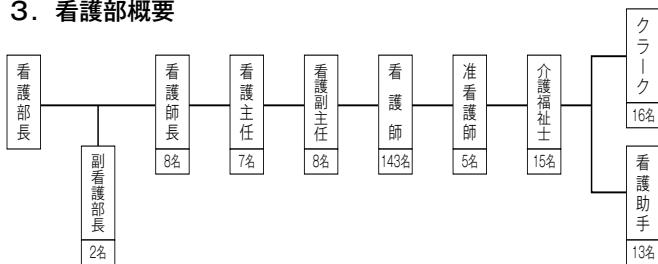 3．看護部概要
看護部長
副看護部長
2名
看護師長
8名
看護主任
7名
看護副主任
8名
看護師
143名
准看護師
5名
介護福祉士
15名
クラーク
16名
看護助手
13名